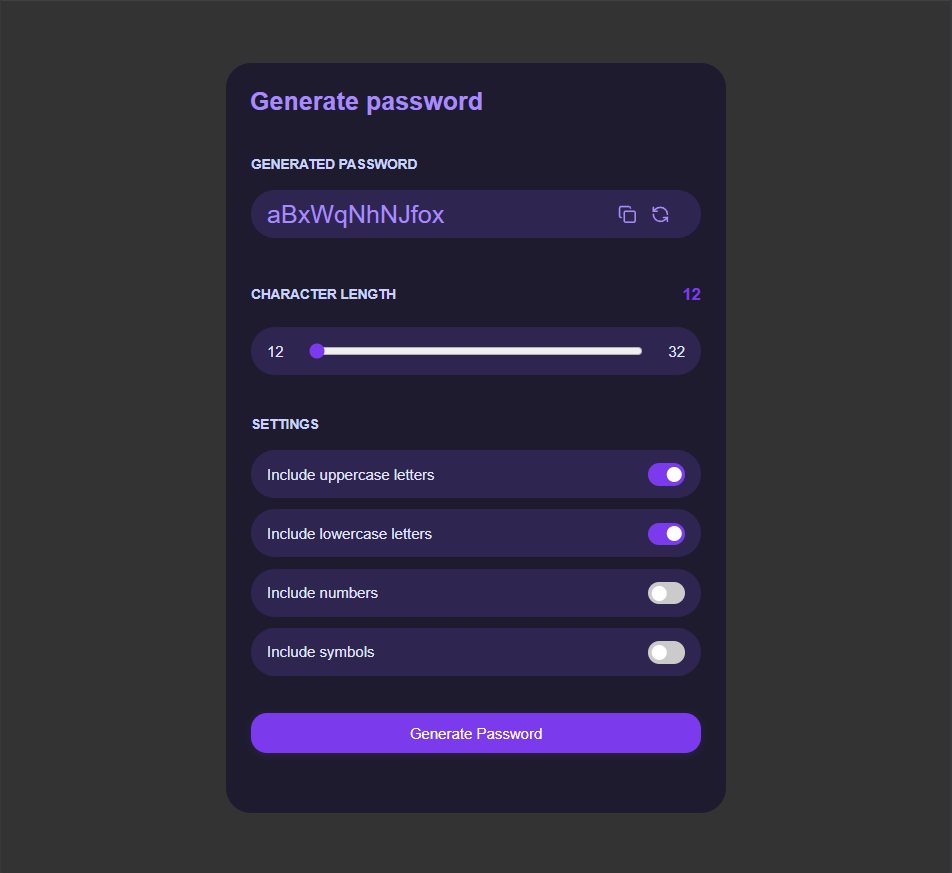 Generate password
GENERATED PASSWORD
aBxWqNhNJfox
CHARACTER LENGTH 12
12 32
SETTINGS
Include uppercase letters
Include lowercase letters
Include numbers
Include symbols
Generate Password